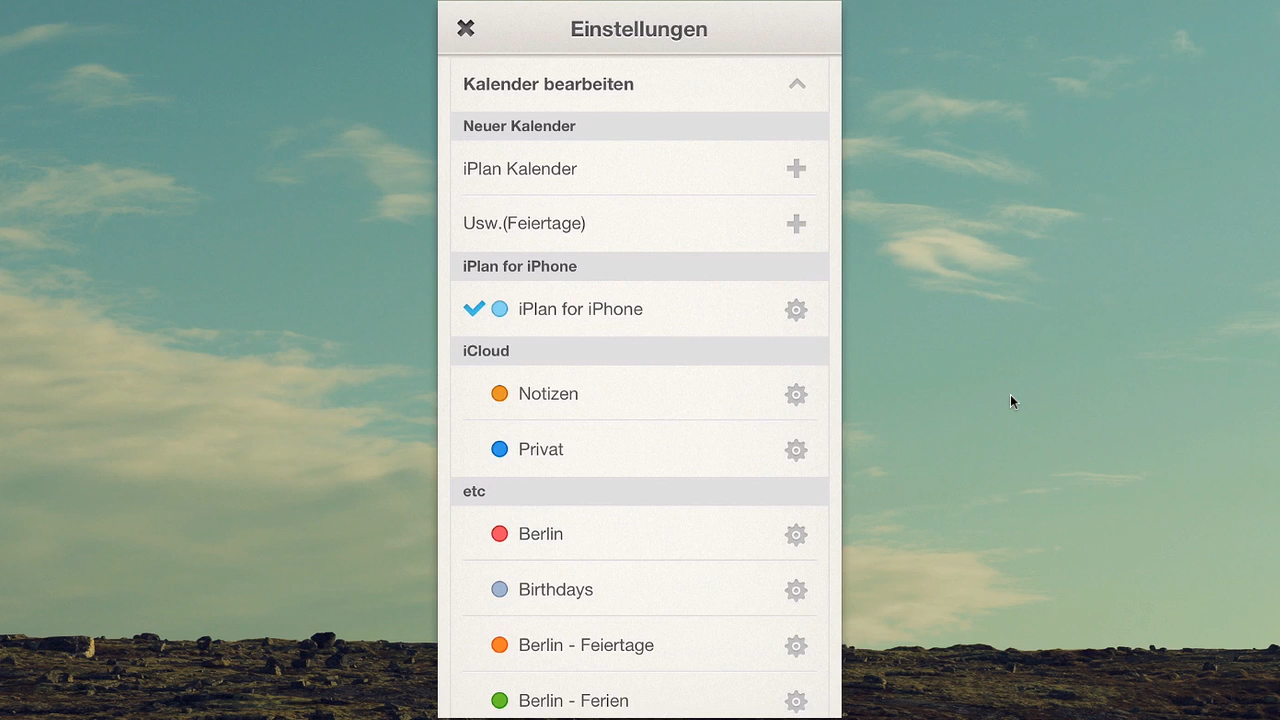 Einstellungen
Kalender bearbeiten
Neuer Kalender
iPlan Kalender
Usw.(Feiertage)
iPlan for iPhone
iPlan for iPhone
iCloud
Notizen
Privat
etc
Berlin
Birthdays
Berlin - Feiertage
Berlin - Ferien